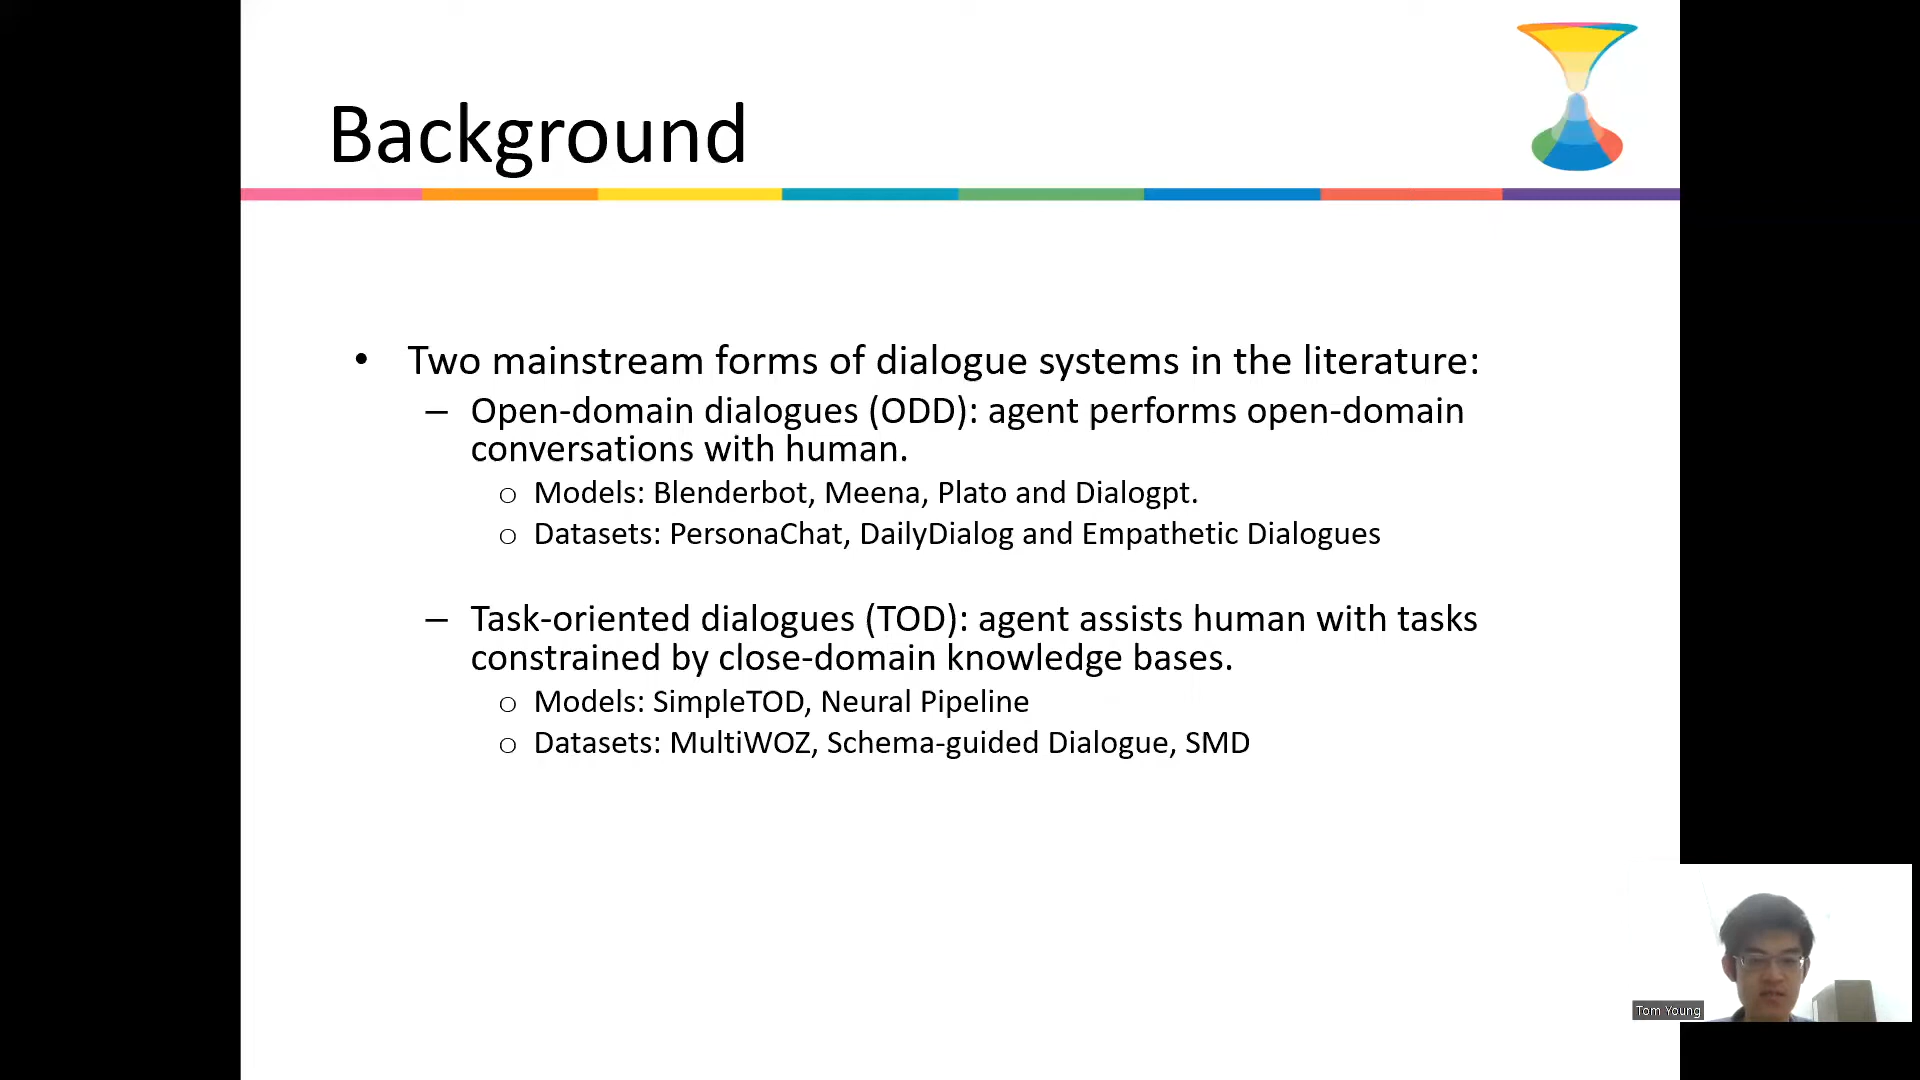 Background
• Two mainstream forms of dialogue systems in the literature:
– Open-domain dialogues (ODD): agent performs open-domain
conversations with human.
○ Models: Blenderbot, Meena, Plato and Dialogpt.
○ Datasets: PersonaChat, DailyDialog and Empathetic Dialogues
– Task-oriented dialogues (TOD): agent assists human with tasks
constrained by close-domain knowledge bases.
○ Models: SimpleTOD, Neural Pipeline
○ Datasets: MultiWOZ, Schema-guided Dialogue, SMD
Tom Young